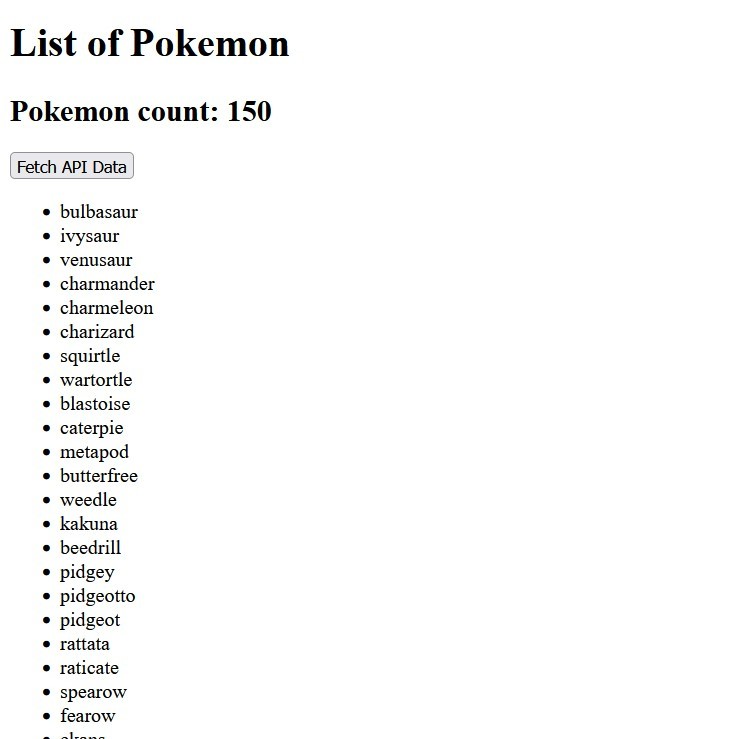 List of Pokemon
Pokemon count: 150
Fetch API Data
bulbasaur
ivysaur
venusaur
charmander
charmeleon
charizard
squirtle
wartortle
blastoise
caterpie
metapod
butterfree
weedle
kakuna
beedrill
pidgey
pidgeotto
pidgeot
rattata
raticate
spearow
fearow